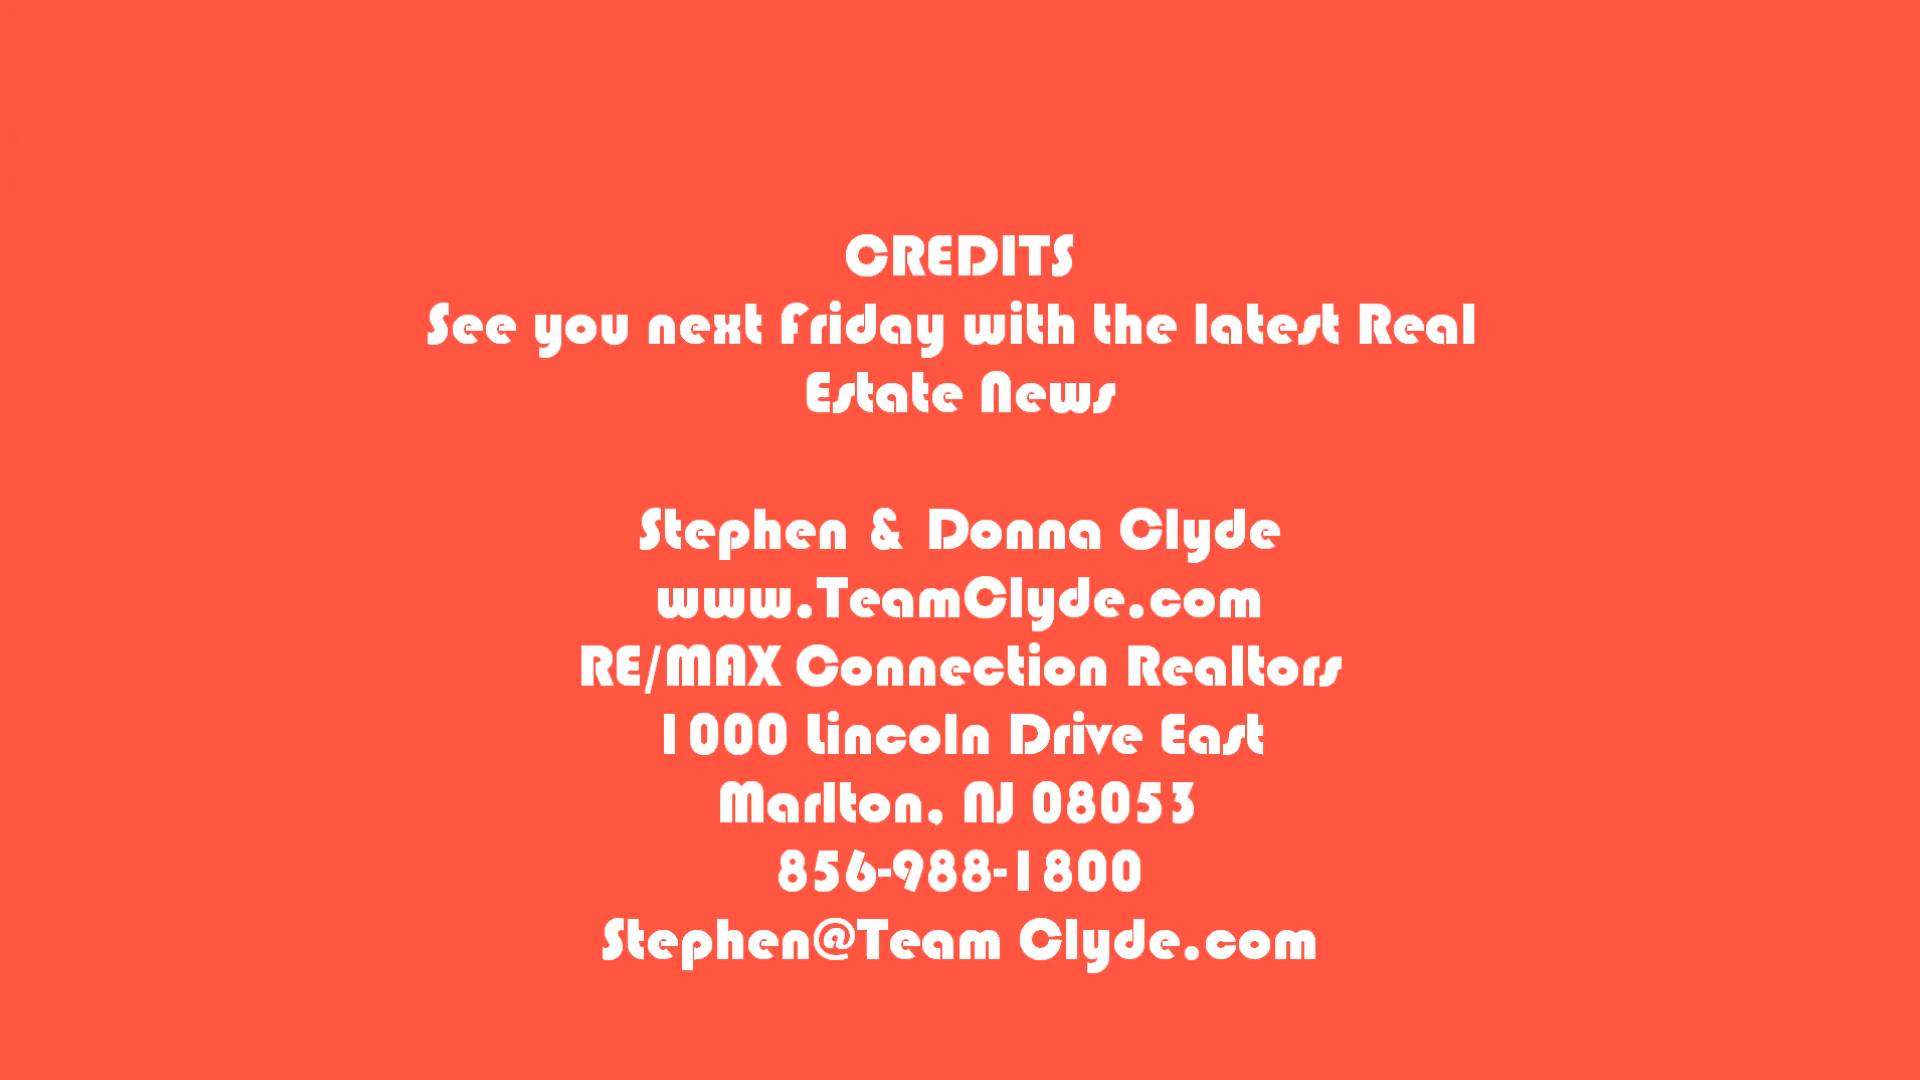 CREDITS
See you next Friday with the latest Real
Estate News
Stephen & Donna Clyde
www.TeamClyde.com
RE/MAX Connection Realtors
1000 Lincoln Drive East
Marlton, NJ 08053
856-988-1800
Stephen@Team Clyde.com